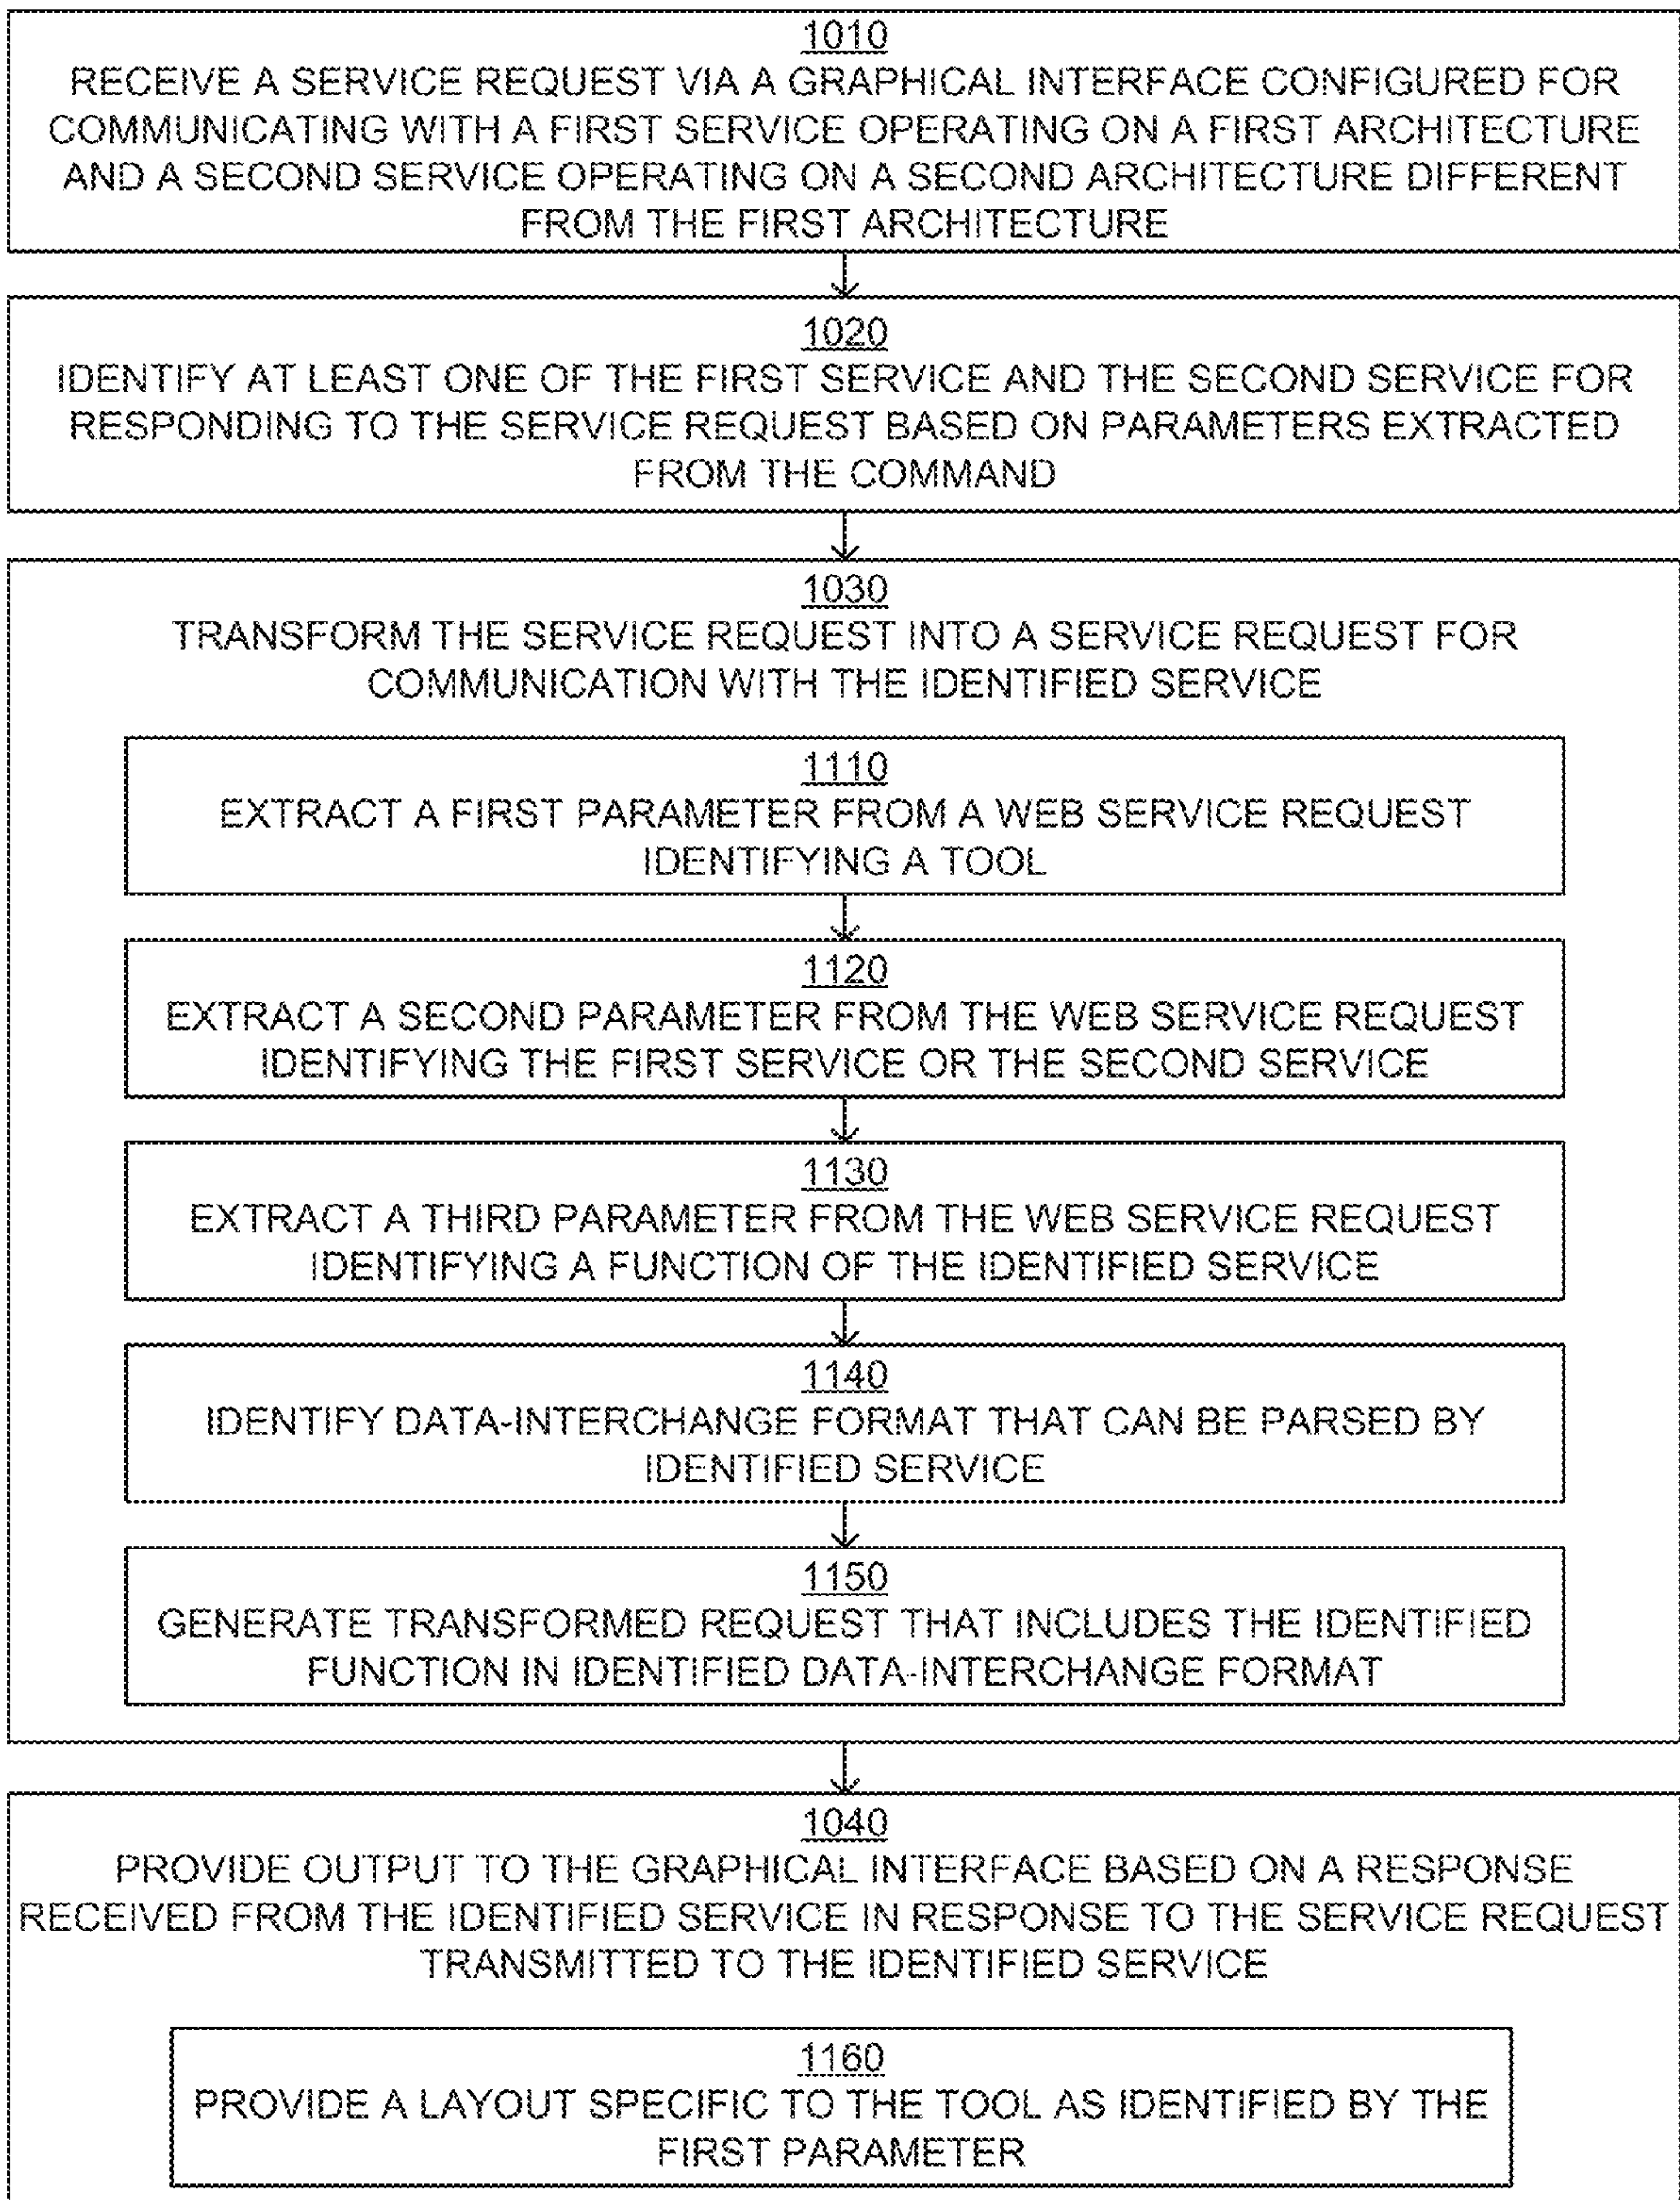 1010
RECEIVE A SERVICE REQUEST VIA A GRAPHICAL INTERFACE CONFIGURED FOR
COMMUNICATING WITH A FIRST SERVICE OPERATING ON A FIRST ARCHITECTURE
AND A SECOND SERVICE OPERATING ON A SECOND ARCHITECTURE DIFFERENT
FROM THE FIRST ARCHITECTURE
1020
IDENTIFY AT LEAST ONE OF THE FIRST SERVICE AND THE SECOND SERVICE FOR
RESPONDING TO THE SERVICE REQUEST BASED ON PARAMETERS EXTRACTED
FROM THE COMMAND
1030
TRANSFORM THE SERVICE REQUEST INTO A SERVICE REQUEST FOR
COMMUNICATION WITH THE IDENTIFIED SERVICE
1110
EXTRACT A FIRST PARAMETER FROM A WEB SERVICE REQUEST
IDENTIFYING A TOOL
1120
EXTRACT A SECOND PARAMETER FROM THE WEB SERVICE REQUEST
IDENTIFYING THE FIRST SERVICE OR THE SECOND SERVICE
1130
EXTRACT A THIRD PARAMETER FROM THE WEB SERVICE REQUEST
IDENTIFYING A FUNCTION OF THE IDENTIFIED SERVICE
1140
IDENTIFY DATA-INTERCHANGE FORMAT THAT CAN BE PARSED BY
IDENTIFIED SERVICE
1150
GENERATE TRANSFORMED REQUEST THAT INCLUDES THE IDENTIFIED
FUNCTION IN IDENTIFIED DATA-INTERCHANGE FORMAT
1040
PROVIDE OUTPUT TO THE GRAPHICAL INTERFACE BASED ON A RESPONSE
RECEIVED FROM THE IDENTIFIED SERVICE IN RESPONSE TO THE SERVICE REQUEST
TRANSMITTED TO THE IDENTIFIED SERVICE
1160
PROVIDE A LAYOUT SPECIFIC TO THE TOOL AS IDENTIFIED BY THE
FIRST PARAMETER